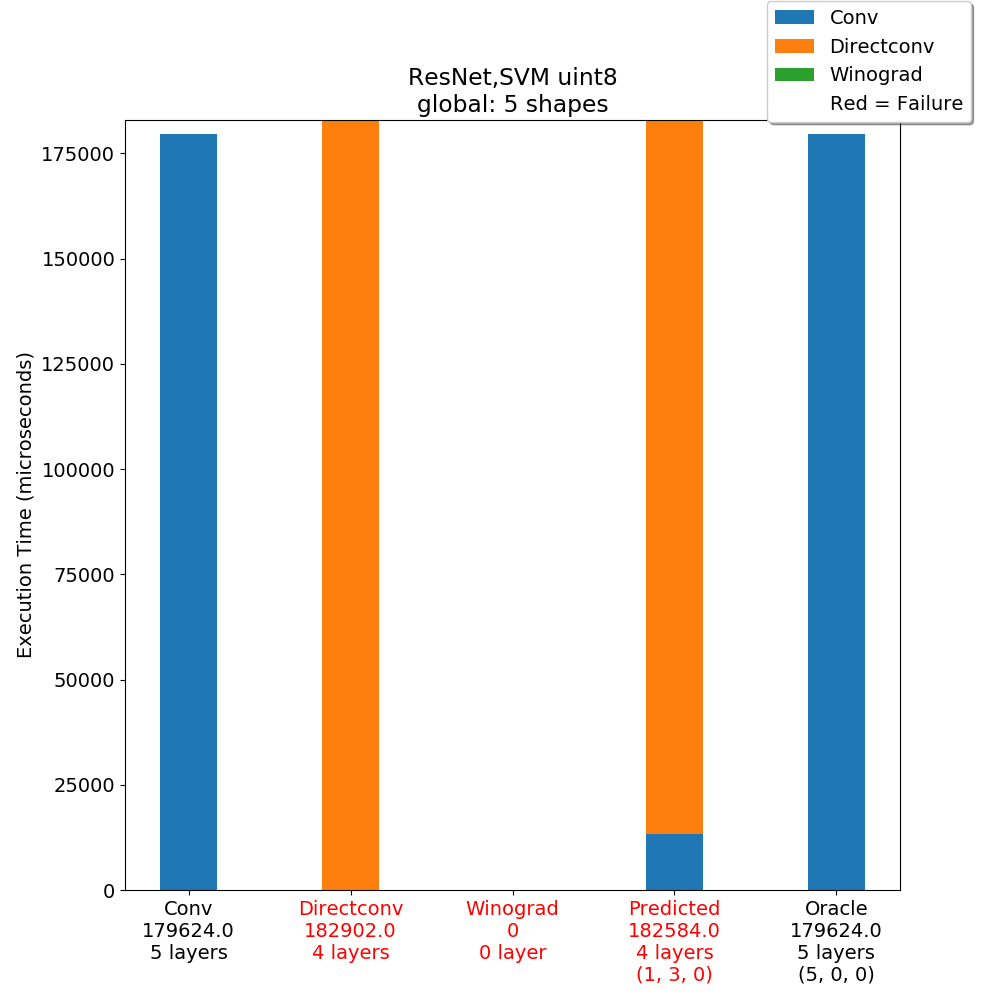 Conv
Directconv
Winograd
Red = Failure
ResNet,SVM uint8
global: 5 shapes
Execution Time (microseconds)
175000
150000
125000
100000
75000
50000
25000
0
Conv
179624.0
5 layers
Directconv
182902.0
4 layers
Winograd
0
0 layer
Predicted
182584.0
4 layers
(1, 3, 0)
Oracle
179624.0
5 layers
(5, 0, 0)